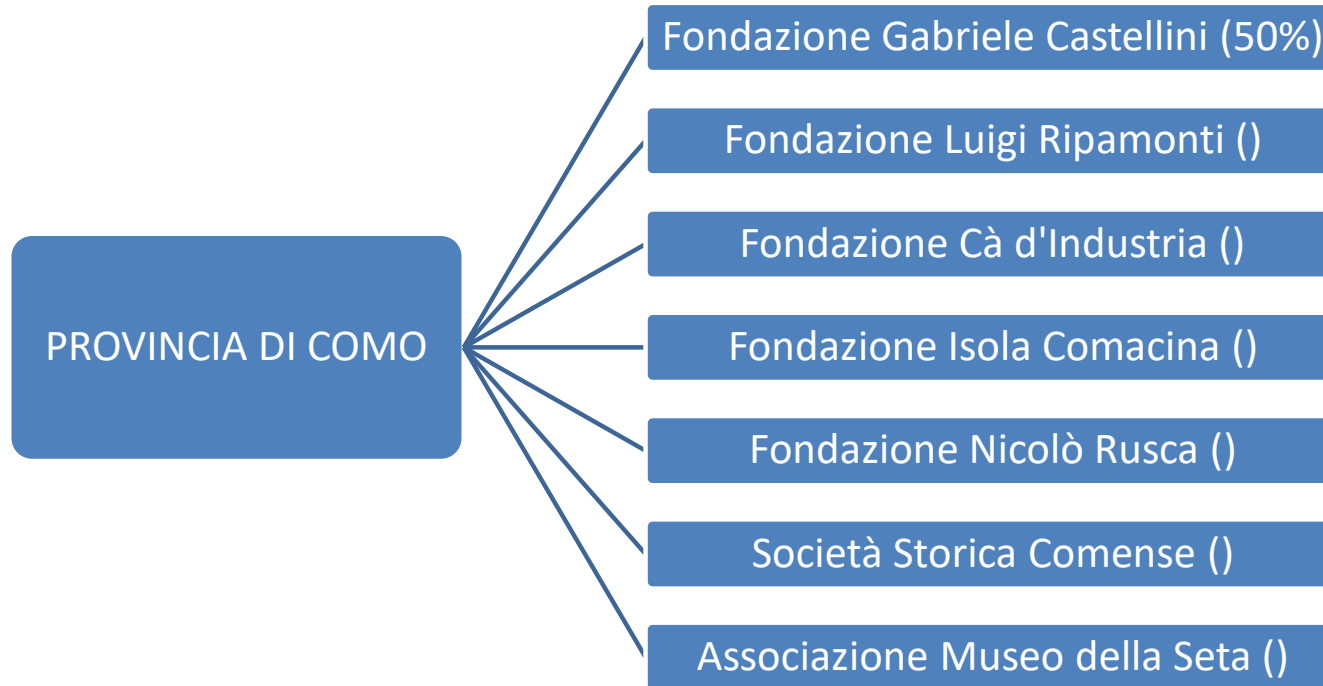 Fondazione Gabriele Castellini (50%)
Fondazione Luigi Ripamonti ()
Fondazione Cà d'Industria ()
PROVINCIA DI COMO
Fondazione Isola Comacina ()
Fondazione Nicolò Rusca ()
Società Storica Comense ()
Associazione Museo della Seta ()